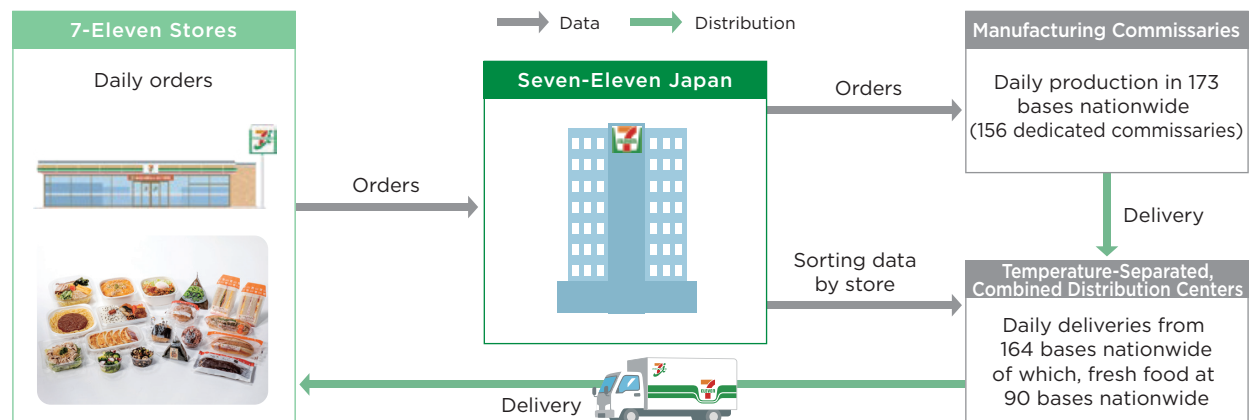 7-Eleven Stores
Daily orders
Data
Distribution
Orders
Seven-Eleven Japan
Orders
Sorting data
by store
Manufacturing Commissaries
Daily production in 173
bases nationwide
(156 dedicated commissaries)
Delivery
Temperature-Separated,
Combined Distribution Centers
Daily deliveries from
164 bases nationwide
of which, fresh food at
90 bases nationwide
Delivery